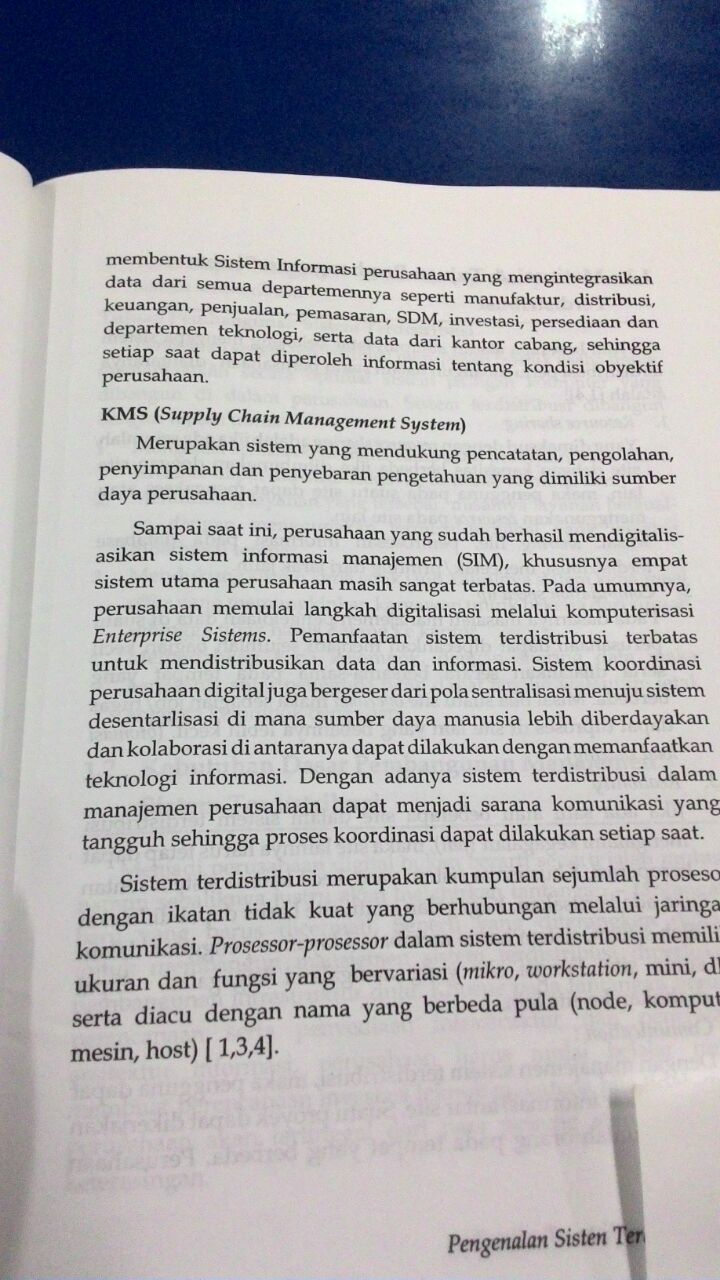 membentuk Sistem Informasi perusahaan yang mengintegrasikan
data dari semua departemennya seperti manufaktur, distribusi,
keuangan, penjualan, pemasaran, SDM, investasi, persediaan dan
departemen teknologi, serta data dari kantor cabang, sehingga
setiap saat dapat diperoleh informasi tentang kondisi obyektif
perusahaan.
KMS (Supply Chain Management System)
Merupakan sistem yang mendukung pencatatan, pengolahan,
penyimpanan dan penyebaran pengetahuan yang dimiliki sumber
daya perusahaan.
Sampai saat ini, perusahaan yang sudah berhasil mendigitalis-
asikan sistem informasi manajemen (SIM), khususnya empat
sistem utama perusahaan masih sangat terbatas. Pada umumnya,
perusahaan memulai langkah digitalisasi melalui komputerisasi
Enterprise Sistems. Pemanfaatan sistem terdistribusi terbatas
untuk mendistribusikan data dan informasi. Sistem koordinasi
perusahaan digital juga bergeser dari pola sentralisasi menuju sistem
desentarlisasi di mana sumber daya manusia lebih diberdayakan
dan kolaborasi di antaranya dapat dilakukan dengan memanfaatkan
teknologi informasi. Dengan adanya sistem terdistribusi dalam
manajemen perusahaan dapat menjadi sarana komunikasi yang
tangguh sehingga proses koordinasi dapat dilakukan setiap saat.
Sistem terdistribusi merupakan kumpulan sejumlah proseso
dengan ikatan tidak kuat yang berhubungan melalui jaringa
komunikasi. Prosessor-prosessor dalam sistem terdistribusi memili
ukuran dan fungsi yang bervariasi (mikro, workstation, mini, dl
serta diacu dengan nama yang berbeda pula (node, komput
mesin, host) [ 1,3,4].
Pengenalan Sisten Ter